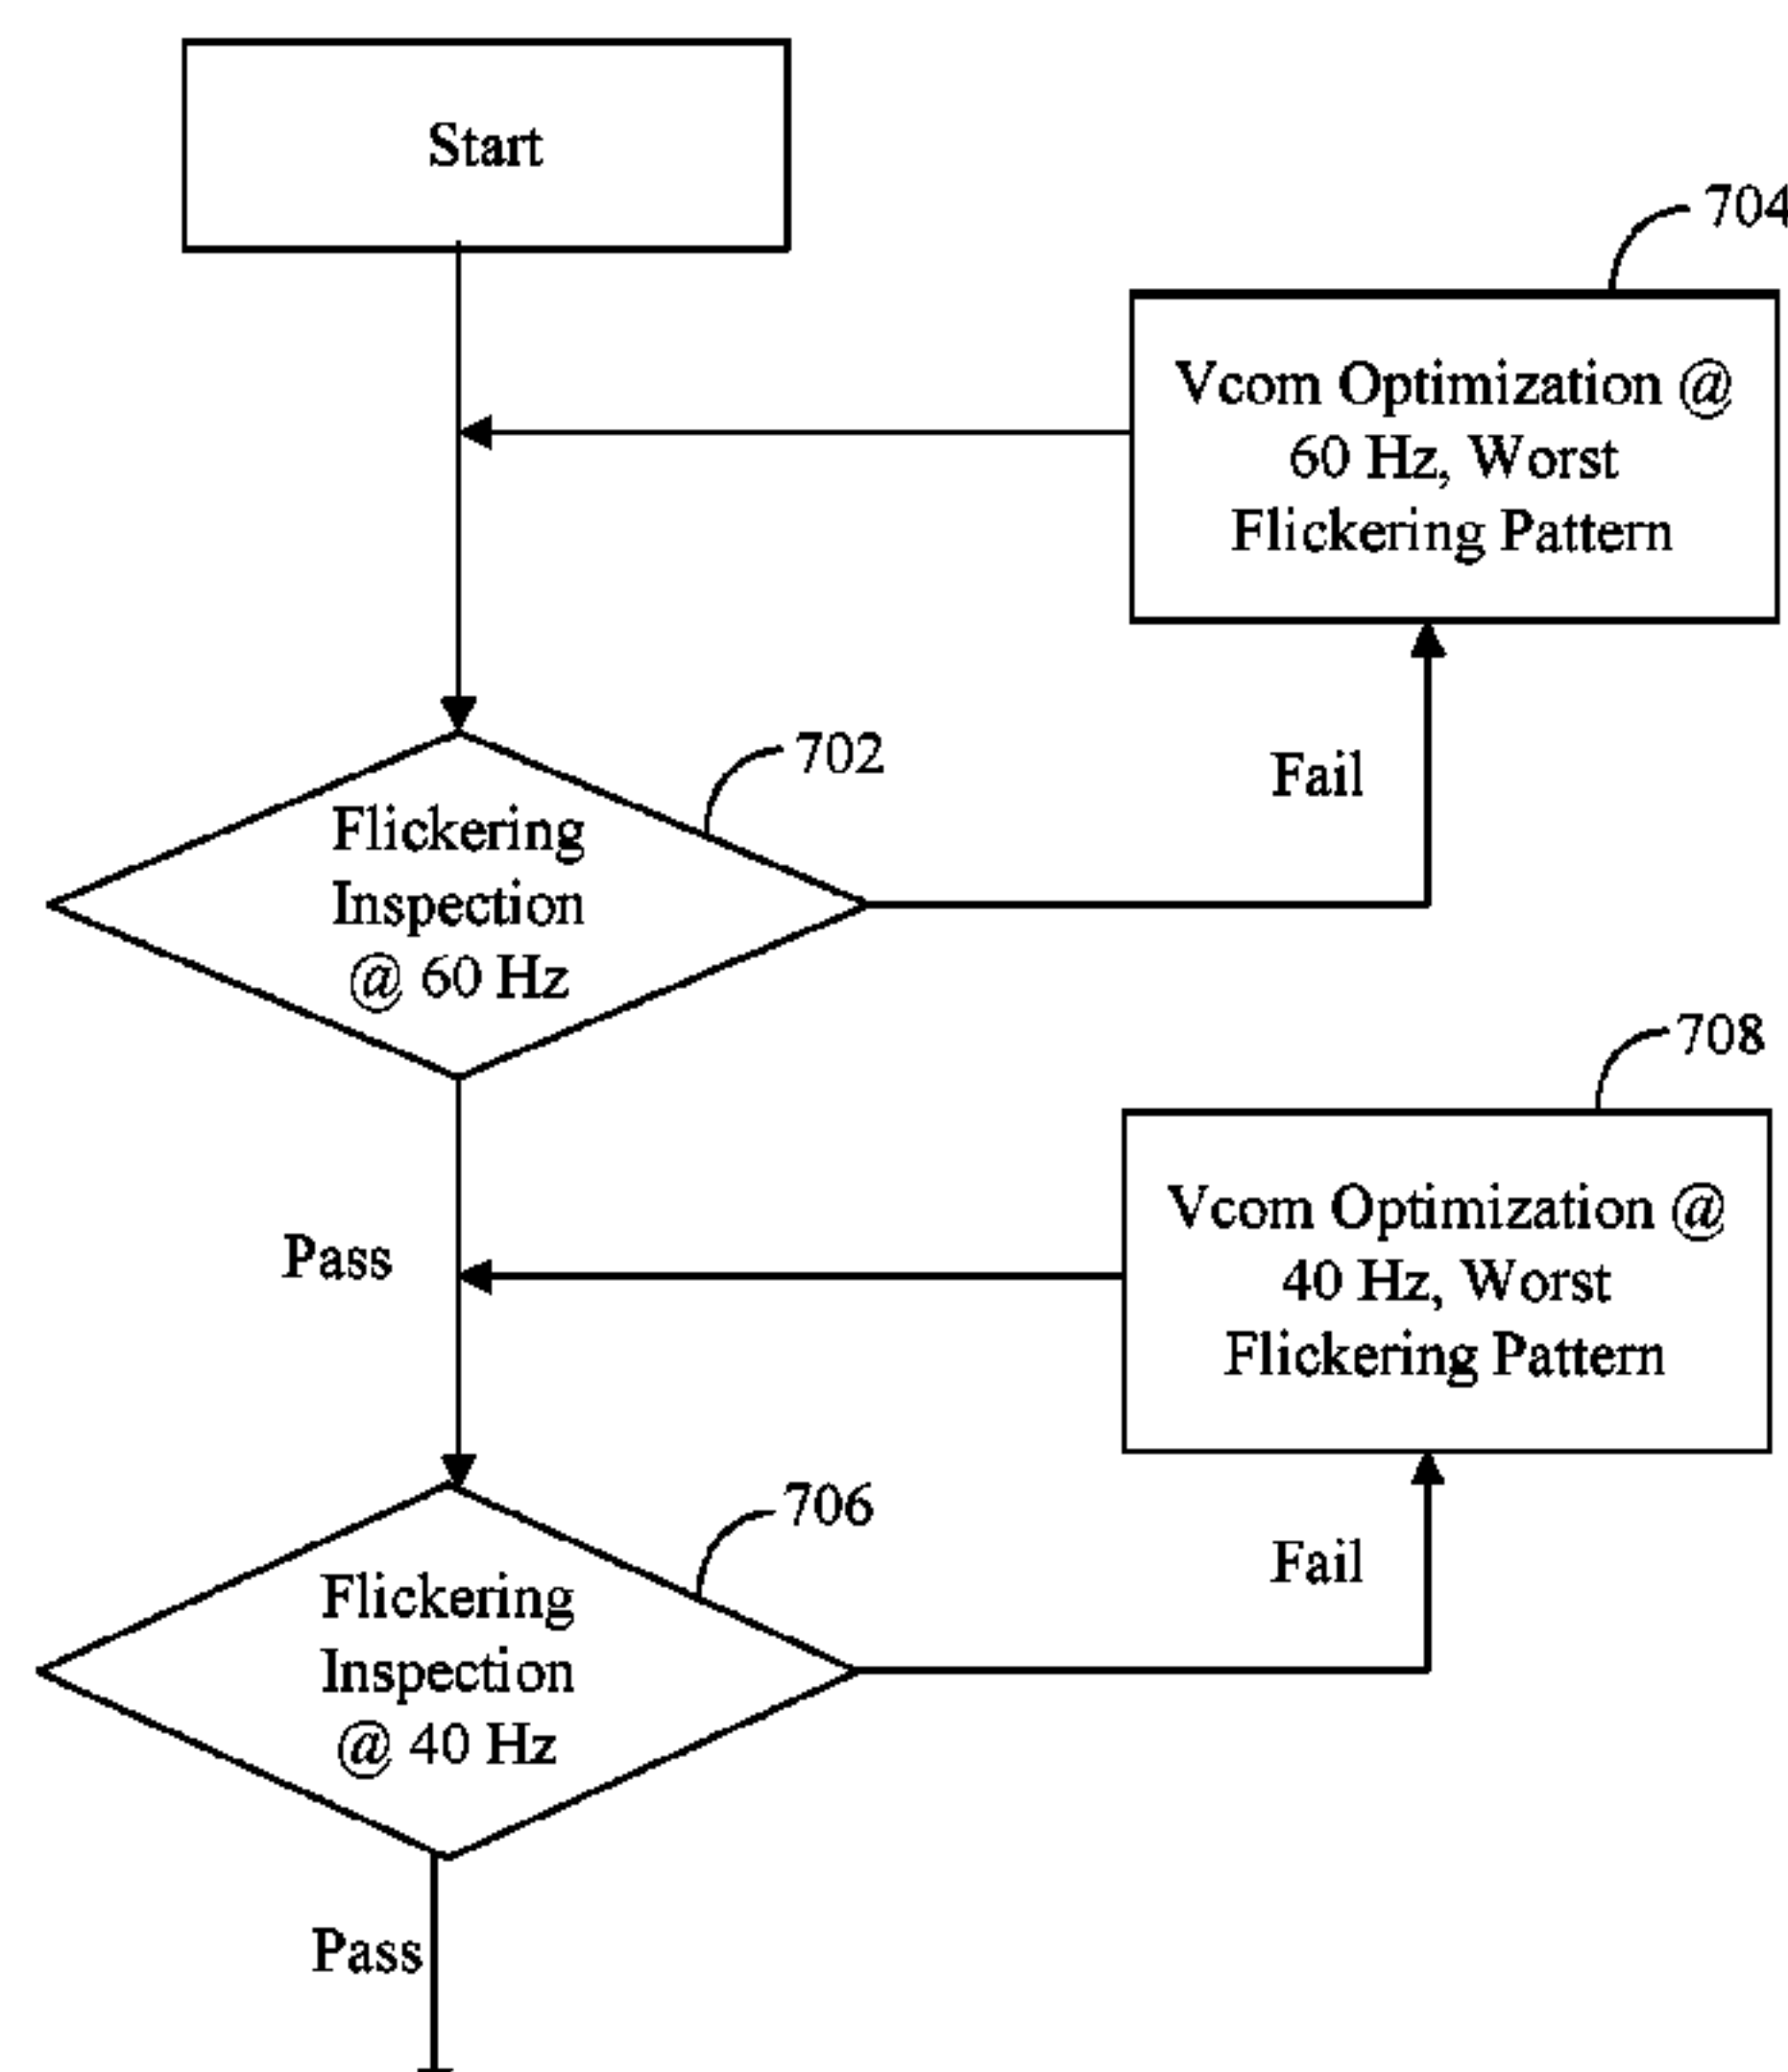 Start
704
Vcom Optimization @
60 Hz, Worst
Flickering Pattern
702
Fail
Flickering
Inspection
@ 60 Hz
708
Vcom Optimization @
40 Hz, Worst
Flickering Pattern
Pass
706
Fail
Flickering
Inspection
@ 40 Hz
Pass